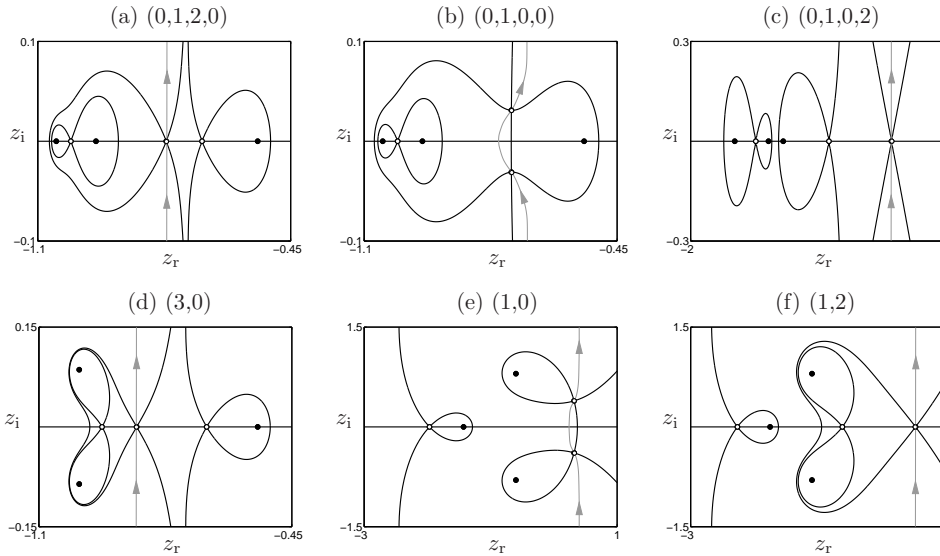 (a) (0,1,2,0)
(b) (0,1,0,0)
(c) (0,1,0,2)
0.1
z_i
−0.1
−1.1
−0.45
z_r
0.1
z_i
−0.1
−1.1
−0.45
z_r
0.3
z_i
−0.3
−2
z_r
(d) (3,0)
(e) (1,0)
(f) (1,2)
0.15
z_i
−0.15
−1.1
−0.45
z_r
1.5
z_i
−1.5
−3
1
z_r
1.5
z_i
−1.5
−3
z_r